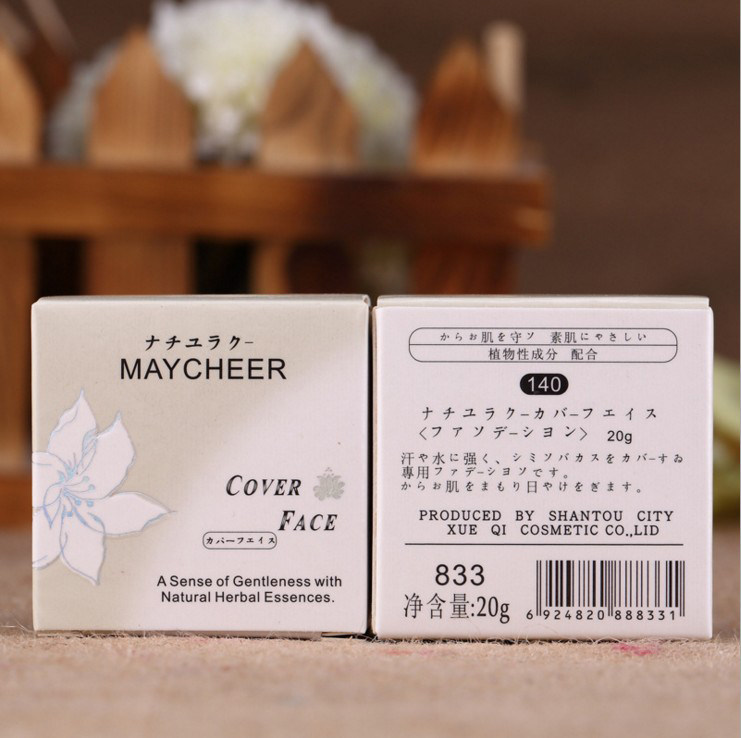 ナチユラクー
MAYCHEER
COVER
FACE
カバーフエイス
A Sense of Gentleness with
Natural Herbal Essences.
からお肌を守ソ 素肌にやさしい
植物性成分 配合
140
ナチユラクーカバーフエイス
〈ファソデーシヨン〉 20g
汗や水に強く、シミソバカスをカバーすゐ
專用ファデーシヨソです。
からお肌をまもり日やけをぎます。
PRODUCED BY SHANTOU CITY
XUE QI COSMETIC CO.,LID
833
净含量:20g
6 924820 888331